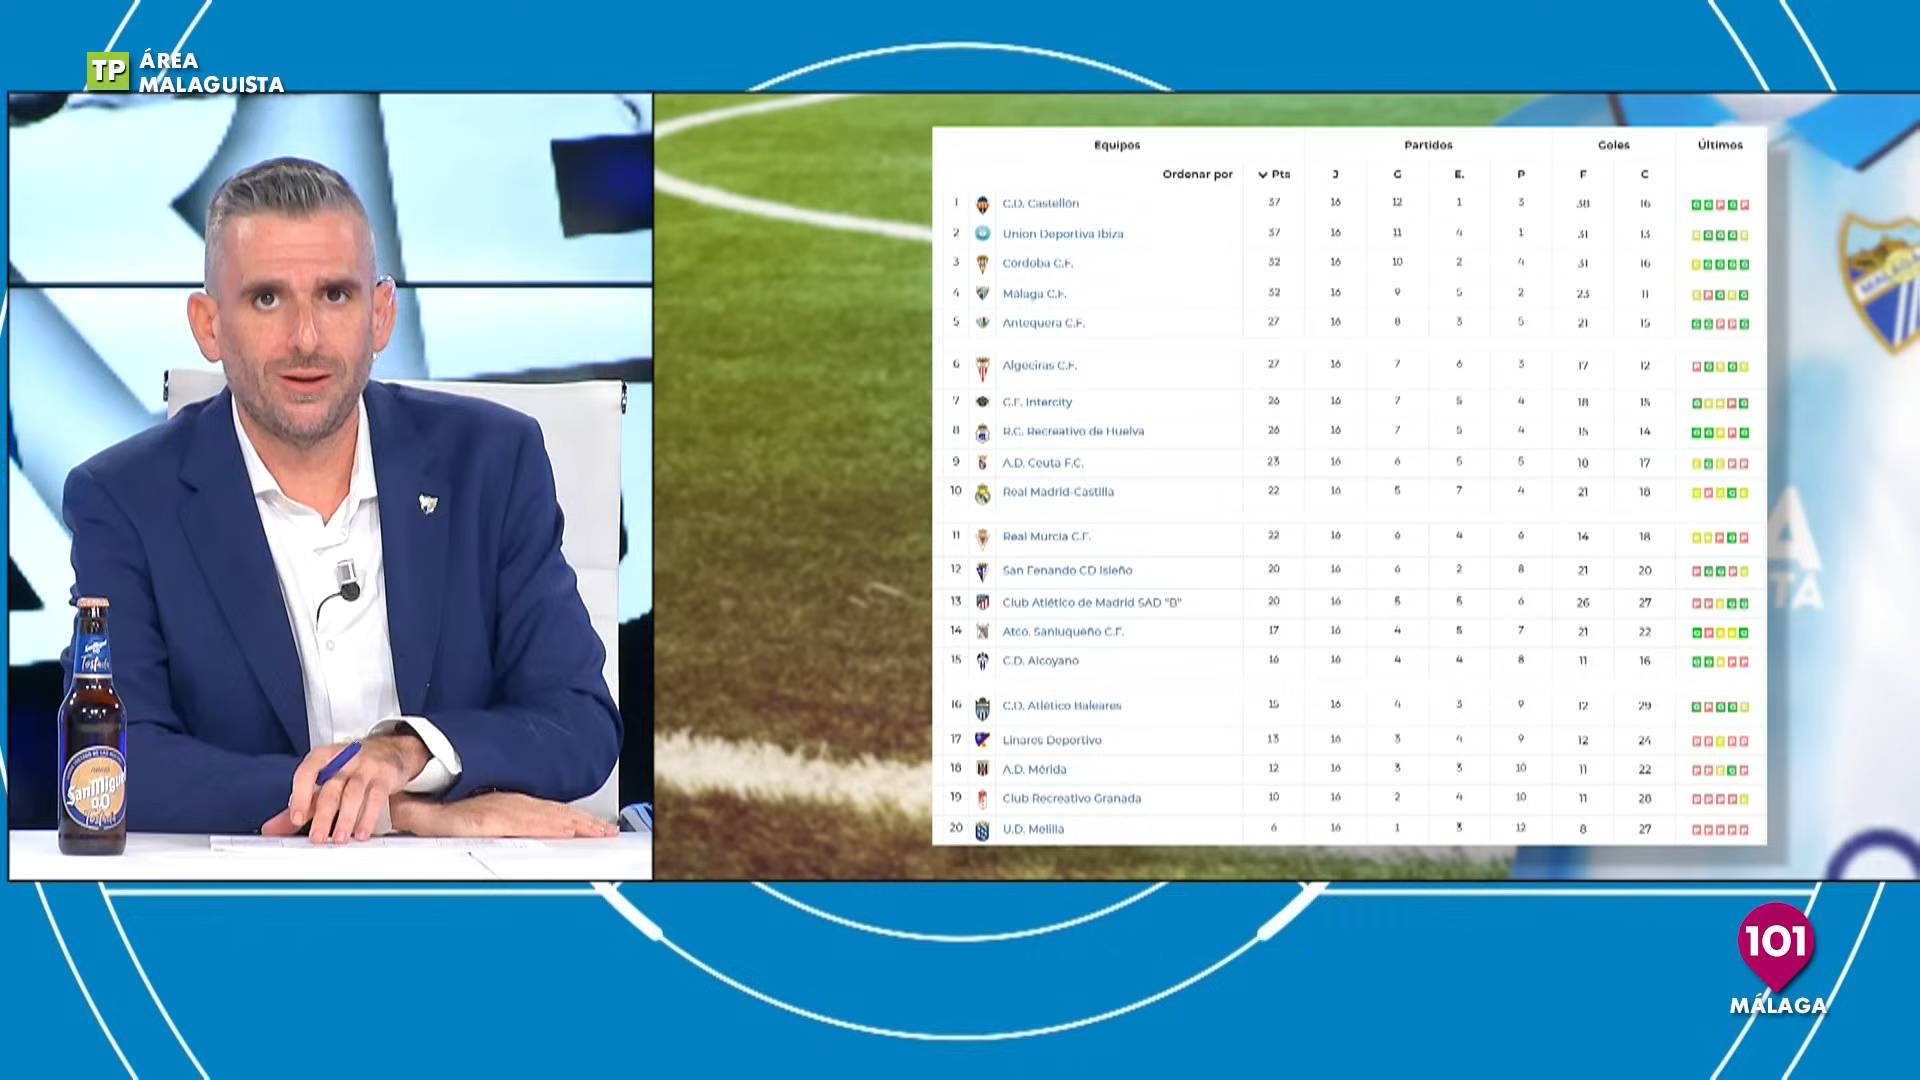 TP ÁREA
MALAGUISTA
Equipos Partidos Goles Últimos
Ordenar por Pts J G E. P F C
1 C.D. Castellón 37 16 12 1 3 38 16
2 Union Deportiva Ibiza 37 16 11 4 1 31 13
3 Córdoba C.F. 32 16 10 2 4 31 16
4 Málaga C.F. 32 16 9 5 2 23 11
5 Antequera C.F. 27 16 8 3 5 21 15
6 Algeciras C.F. 27 16 7 6 3 17 12
7 C.F. Intercity 26 16 7 5 4 18 15
8 R.C. Recreativo de Huelva 26 16 7 5 4 15 14
9 A.D. Ceuta F.C. 23 16 6 5 5 18 17
10 Real Madrid-Castilla 22 16 5 7 4 21 18
11 Real Murcia C.F. 22 16 6 4 6 14 18
12 San Fenando CD Isleño 20 16 6 2 8 21 20
13 Club Atlético de Madrid SAD "B" 20 16 5 5 6 26 27
14 Atco. Sanluqueño C.F. 17 16 4 5 7 21 22
15 C.D. Alcoyano 16 16 4 4 8 11 16
16 C.D. Atlético Baleares 15 16 4 3 9 12 29
17 Linares Deportivo 13 16 3 4 9 12 24
18 A.D. Mérida 12 16 3 3 10 11 22
19 Club Recreativo Granada 10 16 2 4 10 11 28
20 U.D. Melilla 6 16 1 3 12 8 27
MALAGA
San Miguel
0,0
Tostada
101
MÁLAGA